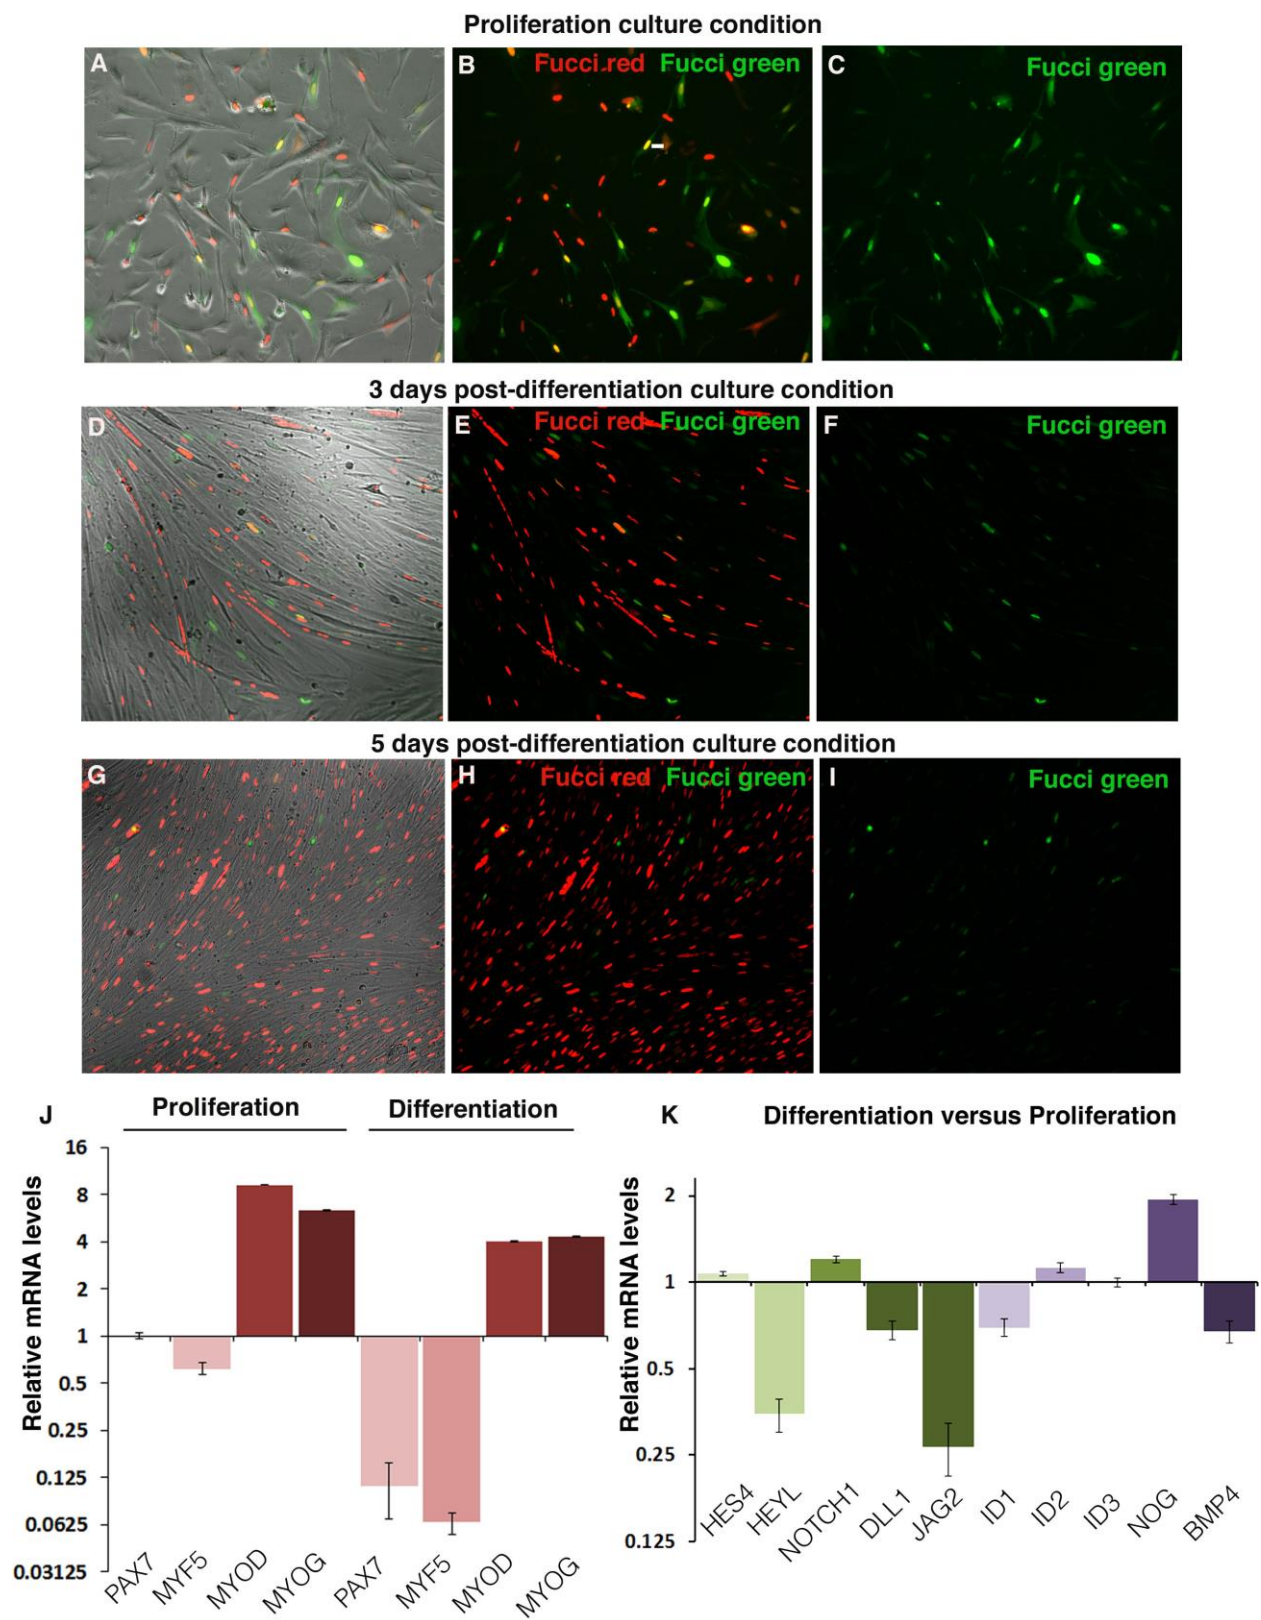 Proliferation culture condition
A
B Fucci red Fucci green
C Fucci green
3 days post-differentiation culture condition
D
E Fucci red Fucci green
F Fucci green
5 days post-differentiation culture condition
G
H Fucci red Fucci green
I Fucci green
J Proliferation Differentiation
Relative mRNA levels
16
8
4
2
1
0.5
0.25
0.125
0.0625
0.03125
PAX7 MYF5 MYOD MYOG PAX7 MYF5 MYOD MYOG
K Differentiation versus Proliferation
Relative mRNA levels
2
1
0.5
0.25
0.125
HES4 HEYL NOTCH1 DLL1 JAG2 ID1 ID2 ID3 NOG BMP4